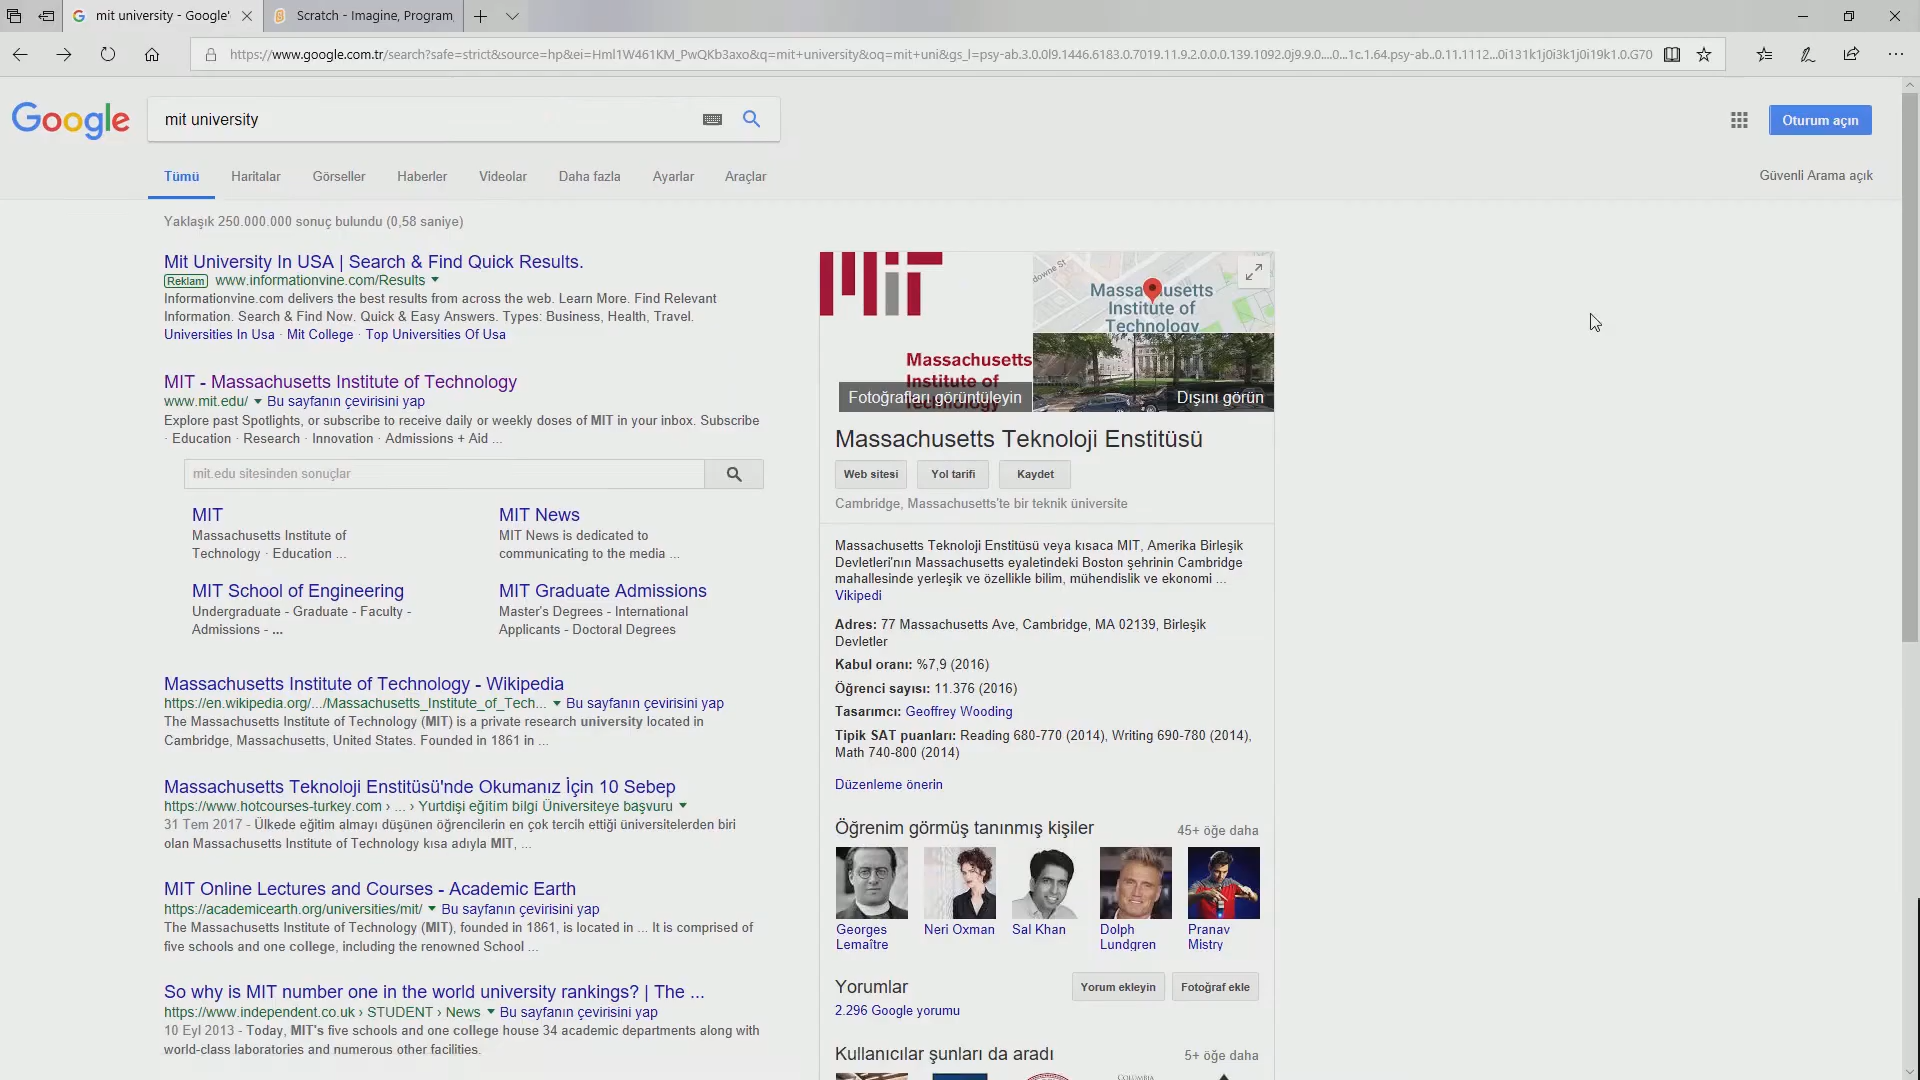 mit university - Google'
Scratch - Imagine, Program,
https://www.google.com.tr/search?safe=strict&source=hp&ei=Hml1W461KM_PwQKb3axo&q=mit+university&oq=mit+uni&gs_l=psy-ab.3.0.0l9.1446.6183.0.7019.11.9.2.0.0.0.139.1092.0j9.9.0....0...1c.1.64.psy-ab..0.11.1112...0i131k1j0i3k1j0i19k1.0.G70
Google
mit university
Oturum açın
Tümü
Haritalar
Görseller
Haberler
Videolar
Daha fazla
Ayarlar
Araçlar
Güvenli Arama açık
Yaklaşık 250.000.000 sonuç bulundu (0,58 saniye)
Mit University In USA | Search & Find Quick Results.
Reklam www.informationvine.com/Results
Informationvine.com delivers the best results from across the web. Learn More. Find Relevant
Information. Search & Find Now. Quick & Easy Answers. Types: Business, Health, Travel.
Universities In Usa · Mit College · Top Universities Of Usa
MIT - Massachusetts Institute of Technology
www.mit.edu/ Bu sayfanın çevirisini yap
Explore past Spotlights, or subscribe to receive daily or weekly doses of MIT in your inbox. Subscribe
· Education · Research · Innovation · Admissions + Aid ...
mit.edu sitesinden sonuçlar
MIT
Massachusetts Institute of
Technology · Education ...
MIT News
MIT News is dedicated to
communicating to the media ...
MIT School of Engineering
Undergraduate - Graduate - Faculty -
Admissions - ...
MIT Graduate Admissions
Master's Degrees - International
Applicants - Doctoral Degrees
Massachusetts Institute of Technology - Wikipedia
https://en.wikipedia.org/.../Massachusetts_Institute_of_Tech... Bu sayfanın çevirisini yap
The Massachusetts Institute of Technology (MIT) is a private research university located in
Cambridge, Massachusetts, United States. Founded in 1861 in ...
Massachusetts Teknoloji Enstitüsü'nde Okumanız İçin 10 Sebep
https://www.hotcourses-turkey.com › ... › Yurtdişi eğitim bilgi Üniversiteye başvuru
31 Tem 2017 - Ülkede eğitim almayı düşünen öğrencilerin en çok tercih ettiği üniversitelerden biri
olan Massachusetts Institute of Technology kısa adıyla MIT, ...
MIT Online Lectures and Courses - Academic Earth
https://academicearth.org/universities/mit/ Bu sayfanın çevirisini yap
The Massachusetts Institute of Technology (MIT), founded in 1861, is located in ... It is comprised of
five schools and one college, including the renowned School ...
So why is MIT number one in the world university rankings? | The ...
https://www.independent.co.uk › STUDENT › News Bu sayfanın çevirisini yap
10 Eyl 2013 - Today, MIT's five schools and one college house 34 academic departments along with
world-class laboratories and numerous other facilities.
MIT
Massachusetts
Institute of
Technology
Fotoğrafları görüntüleyin
downe St
Massachusetts
Institute of
Technology
Dışını görün
Massachusetts Teknoloji Enstitüsü
Web sitesi
Yol tarifi
Kaydet
Cambridge, Massachusetts'te bir teknik üniversite
Massachusetts Teknoloji Enstitüsü veya kısaca MIT, Amerika Birleşik
Devletleri'nın Massachusetts eyaletindeki Boston şehrinin Cambridge
mahallesinde yerleşik ve özellikle bilim, mühendislik ve ekonomi ...
Vikipedi
Adres: 77 Massachusetts Ave, Cambridge, MA 02139, Birleşik
Devletler
Kabul oranı: %7,9 (2016)
Öğrenci sayısı: 11.376 (2016)
Tasarımcı: Geoffrey Wooding
Tipik SAT puanları: Reading 680-770 (2014), Writing 690-780 (2014),
Math 740-800 (2014)
Düzenleme önerin
Öğrenim görmüş tanınmış kişiler
45+ öğe daha
Georges
Lemaître
Neri Oxman
Sal Khan
Dolph
Lundgren
Pranav
Mistry
Yorumlar
Yorum ekleyin
Fotoğraf ekle
2.296 Google yorumu
Kullanıcılar şunları da aradı
5+ öğe daha
COLUMBIA